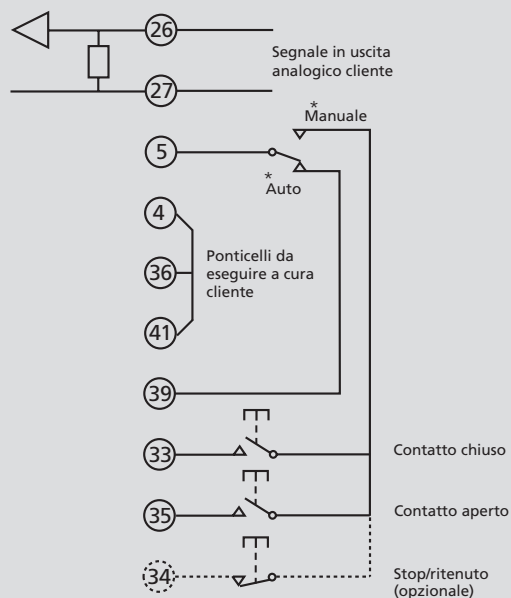 26
Segnale in uscita
analogico cliente
27
*
Manuale
5
*
Auto
4
Ponticelli da
eseguire a cura
cliente
36
41
39
33
Contatto chiuso
35
Contatto aperto
34
Stop/ritenuto
(opzionale)